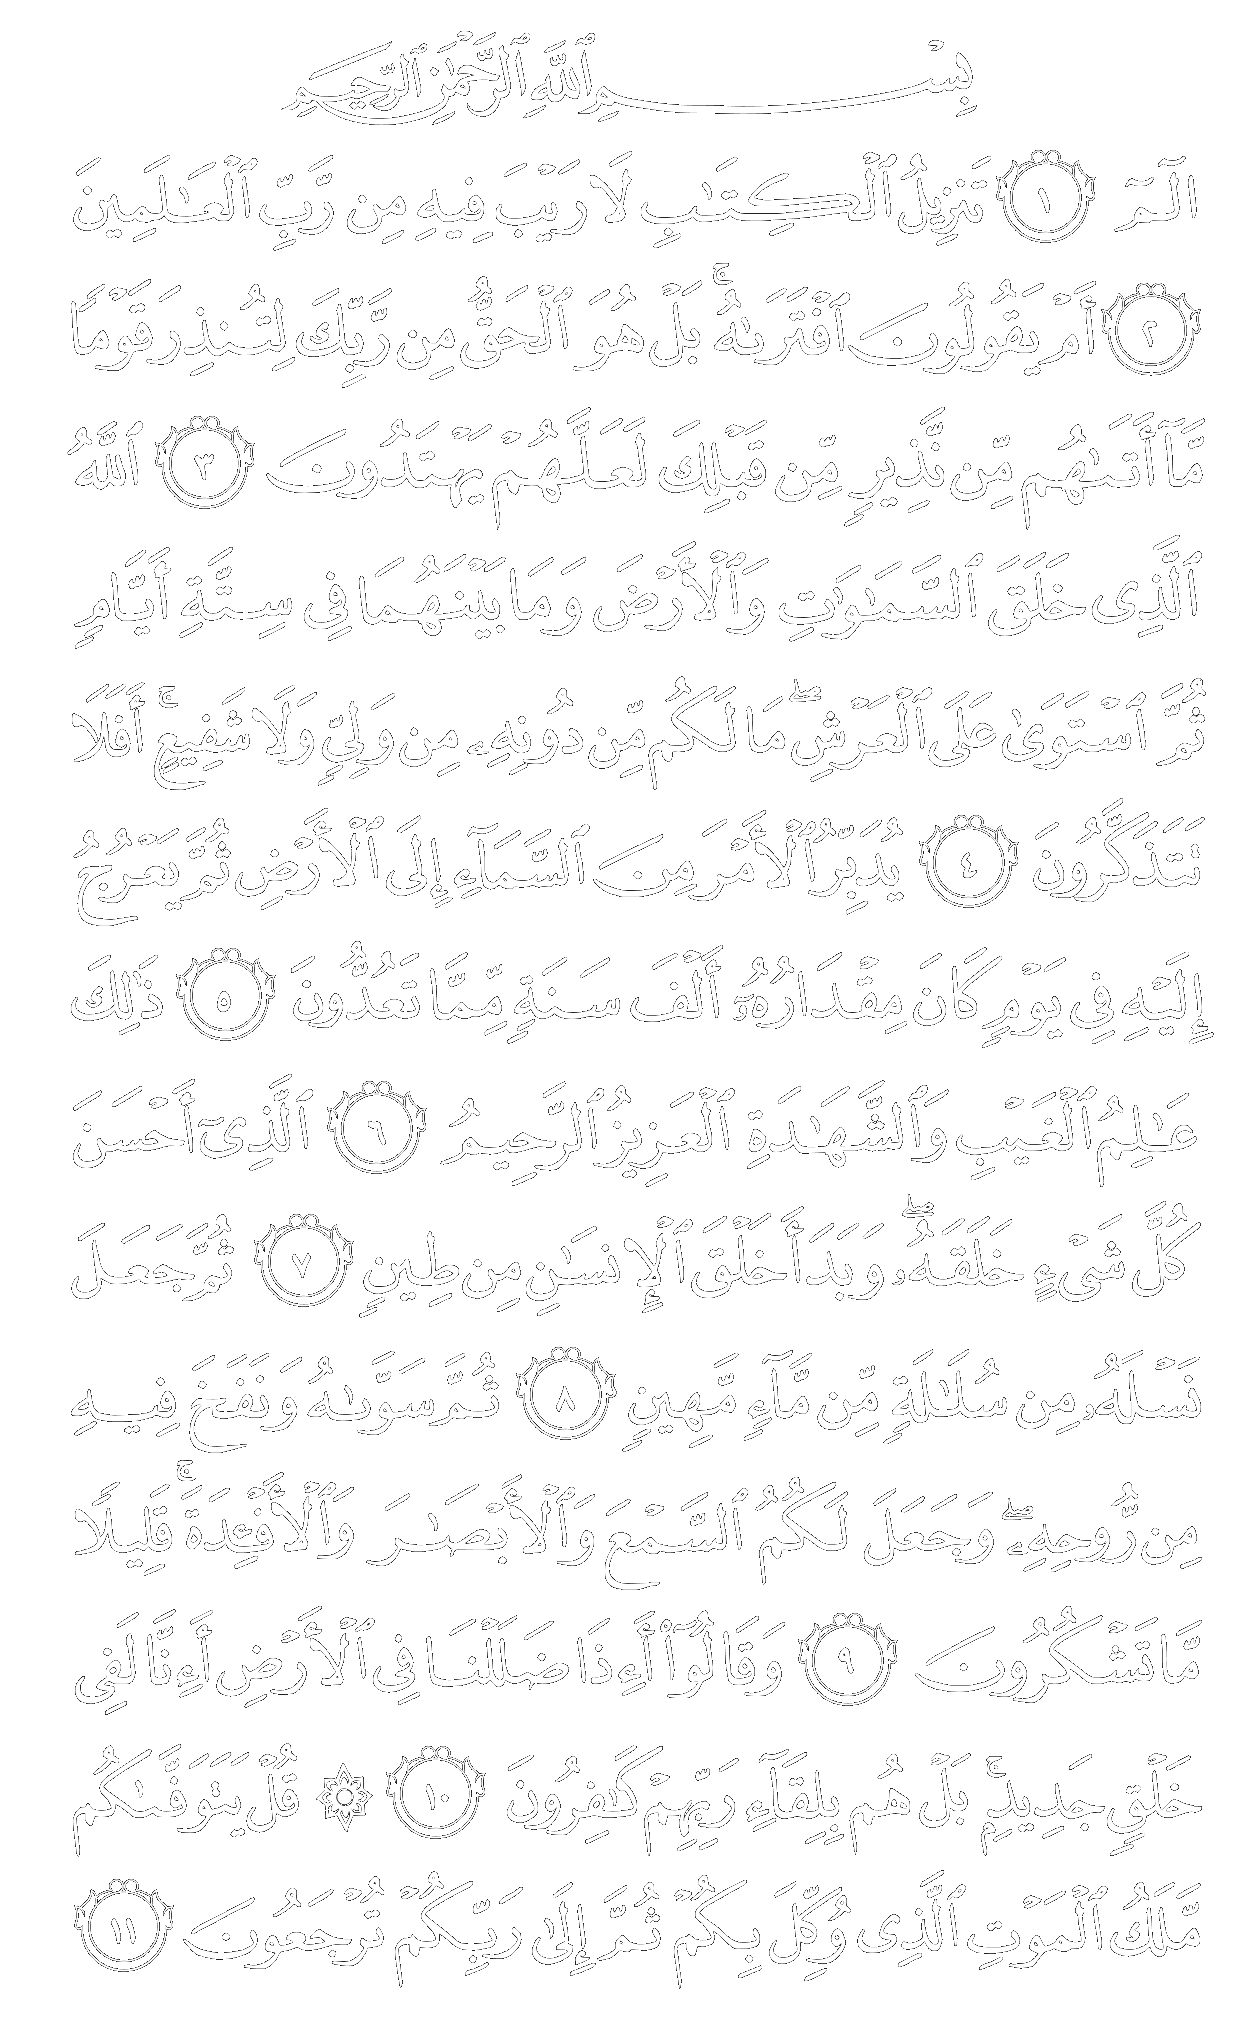 بِسْمِ ٱللَّهِ ٱلرَّحْمَٰنِ ٱلرَّحِيمِ
الٓمٓ ١ تَنزِيلُ ٱلْكِتَٰبِ لَا رَيْبَ فِيهِ مِن رَّبِّ ٱلْعَٰلَمِينَ
٢ أَمْ يَقُولُونَ ٱفْتَرَىٰهُ ۚ بَلْ هُوَ ٱلْحَقُّ مِن رَّبِّكَ لِتُنذِرَ قَوْمًا
مَّآ أَتَىٰهُم مِّن نَّذِيرٍ مِّن قَبْلِكَ لَعَلَّهُمْ يَهْتَدُونَ ٣ ٱللَّهُ
ٱلَّذِى خَلَقَ ٱلسَّمَٰوَٰتِ وَٱلْأَرْضَ وَمَا بَيْنَهُمَا فِى سِتَّةِ أَيَّامٍ
ثُمَّ ٱسْتَوَىٰ عَلَى ٱلْعَرْشِ ۖ مَا لَكُم مِّن دُونِهِۦ مِن وَلِىٍّ وَلَا شَفِيعٍ ۚ أَفَلَا
تَتَذَكَّرُونَ ٤ يُدَبِّرُ ٱلْأَمْرَ مِنَ ٱلسَّمَآءِ إِلَى ٱلْأَرْضِ ثُمَّ يَعْرُجُ
إِلَيْهِ فِى يَوْمٍ كَانَ مِقْدَارُهُۥٓ أَلْفَ سَنَةٍ مِّمَّا تَعُدُّونَ ٥ ذَٰلِكَ
عَٰلِمُ ٱلْغَيْبِ وَٱلشَّهَٰدَةِ ٱلْعَزِيزُ ٱلرَّحِيمُ ٦ ٱلَّذِىٓ أَحْسَنَ
كُلَّ شَىْءٍ خَلَقَهُۥ ۖ وَبَدَأَ خَلْقَ ٱلْإِنسَٰنِ مِن طِينٍ ٧ ثُمَّ جَعَلَ
نَسْلَهُۥ مِن سُلَٰلَةٍ مِّن مَّآءٍ مَّهِينٍ ٨ ثُمَّ سَوَّىٰهُ وَنَفَخَ فِيهِ
مِن رُّوحِهِۦ ۖ وَجَعَلَ لَكُمُ ٱلسَّمْعَ وَٱلْأَبْصَٰرَ وَٱلْأَفْـِٔدَةَ ۚ قَلِيلًا
مَّا تَشْكُرُونَ ٩ وَقَالُوٓا۟ أَءِذَا ضَلَلْنَا فِى ٱلْأَرْضِ أَءِنَّا لَفِى
خَلْقٍ جَدِيدٍۭ ۚ بَلْ هُم بِلِقَآءِ رَبِّهِمْ كَٰفِرُونَ ١٠ ۞ قُلْ يَتَوَفَّىٰكُم
مَّلَكُ ٱلْمَوْتِ ٱلَّذِى وُكِّلَ بِكُمْ ثُمَّ إِلَىٰ رَبِّكُمْ تُرْجَعُونَ ١١